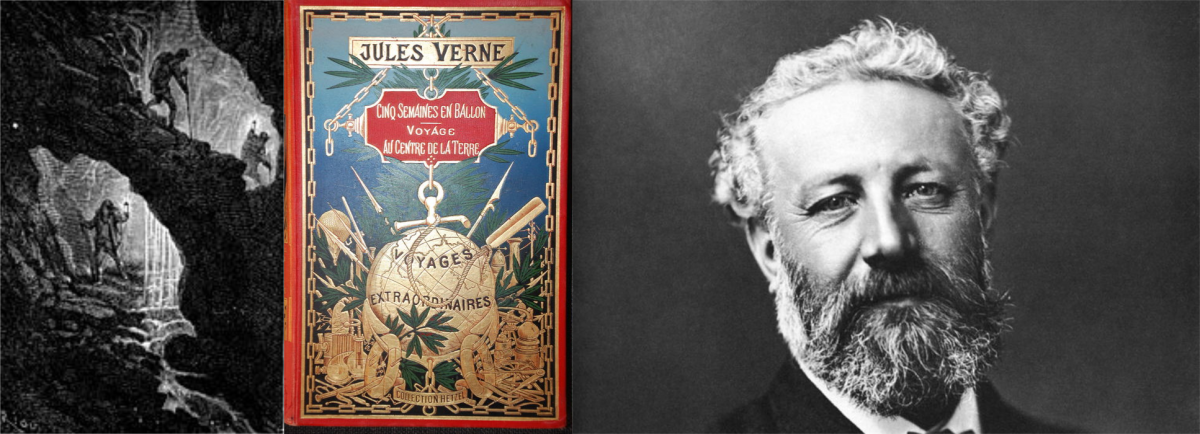 JULES VERNE
CINQ SEMAINES EN BALLON
VOYAGE
AU CENTRE DE LA TERRE
VOYAGES
EXTRAORDINAIRES
COLLECTION HETZEL